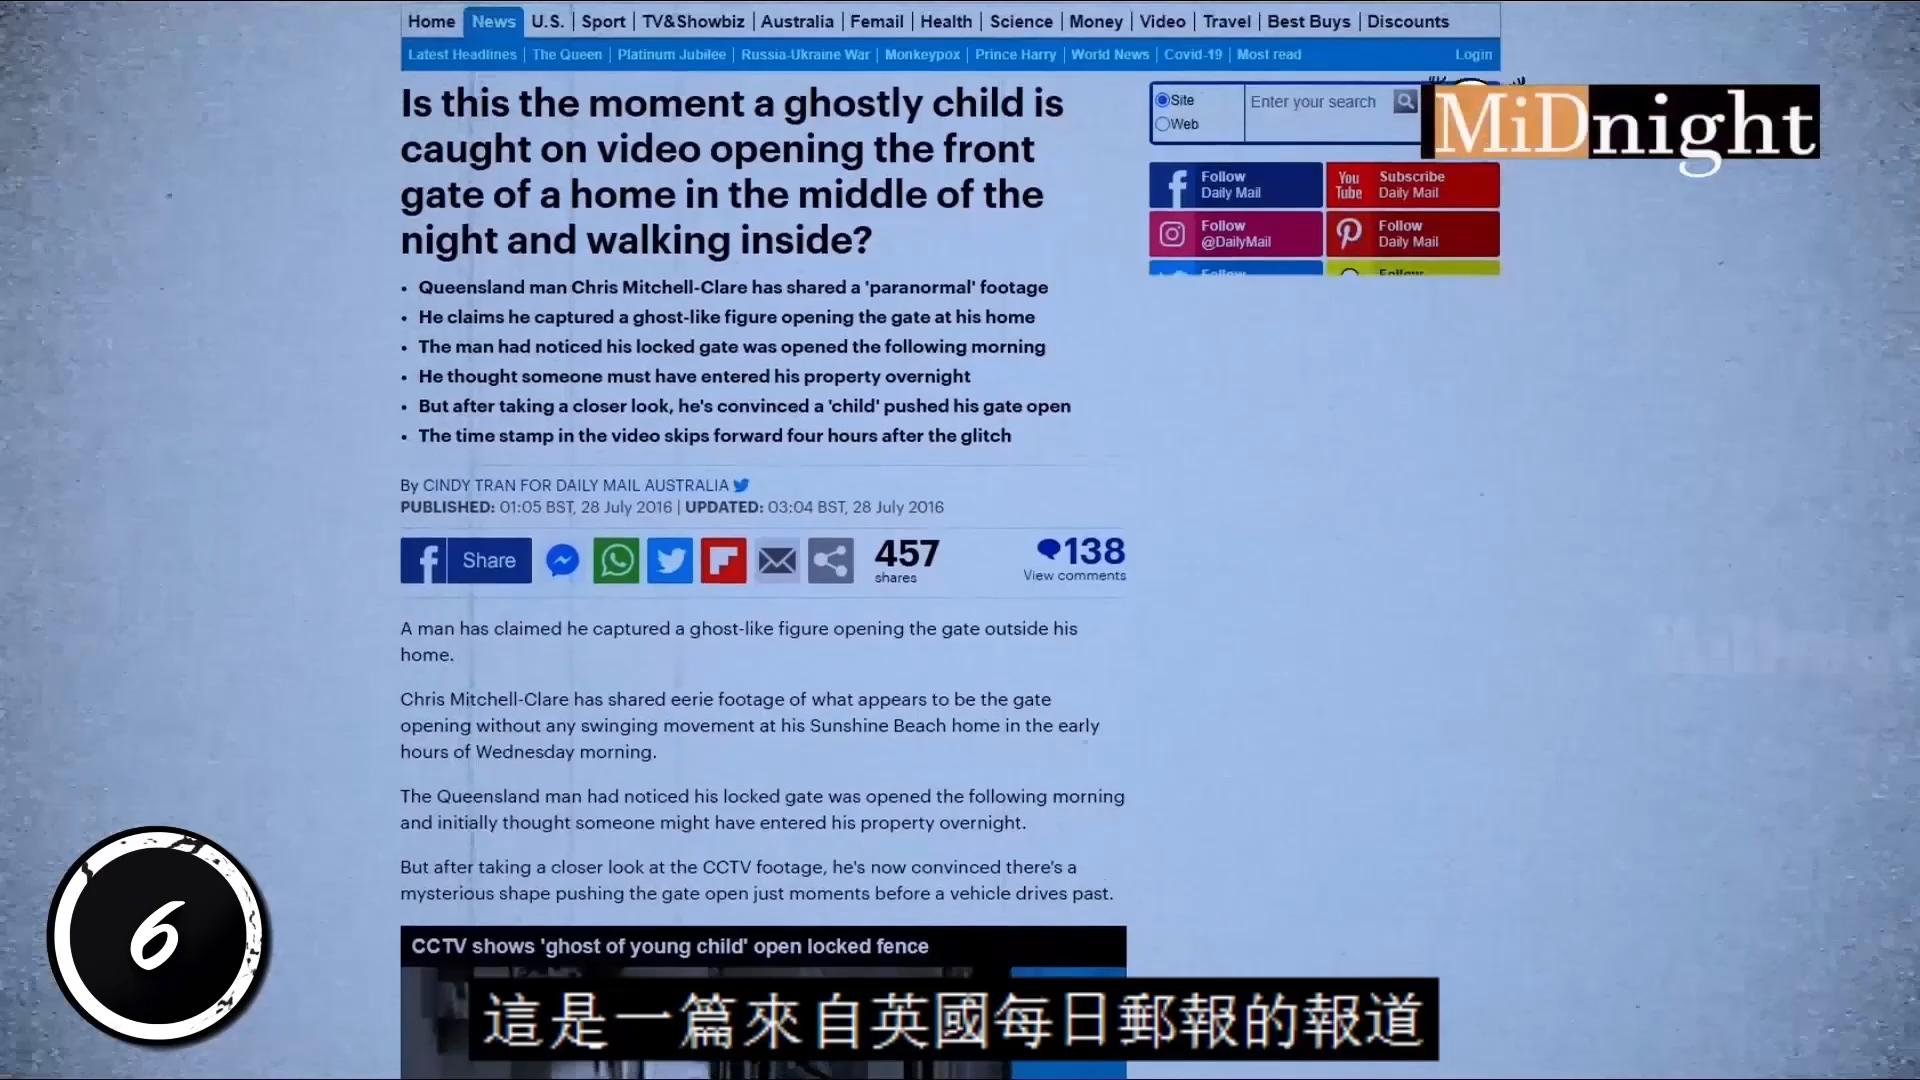 Home News U.S. Sport TV&Showbiz Australia Femail Health Science Money Video Travel Best Buys Discounts
Latest Headlines The Queen Platinum Jubilee Russia-Ukraine War Monkeypox Prince Harry World News Covid-19 Most read Login
Is this the moment a ghostly child is
caught on video opening the front
gate of a home in the middle of the
night and walking inside?
• Queensland man Chris Mitchell-Clare has shared a 'paranormal' footage
• He claims he captured a ghost-like figure opening the gate at his home
• The man had noticed his locked gate was opened the following morning
• He thought someone must have entered his property overnight
• But after taking a closer look, he's convinced a 'child' pushed his gate open
• The time stamp in the video skips forward four hours after the glitch
By CINDY TRAN FOR DAILY MAIL AUSTRALIA
PUBLISHED: 01:05 BST, 28 July 2016 | UPDATED: 03:04 BST, 28 July 2016
Share
457
shares
138
View comments
A man has claimed he captured a ghost-like figure opening the gate outside his
home.
Chris Mitchell-Clare has shared eerie footage of what appears to be the gate
opening without any swinging movement at his Sunshine Beach home in the early
hours of Wednesday morning.
The Queensland man had noticed his locked gate was opened the following morning
and initially thought someone might have entered his property overnight.
But after taking a closer look at the CCTV footage, he's now convinced there's a
mysterious shape pushing the gate open just moments before a vehicle drives past.
CCTV shows 'ghost of young child' open locked fence
Site
Web
Enter your search
MiDnight
Follow
Daily Mail
You
Tube
Subscribe
Daily Mail
Follow
@DailyMail
Follow
Daily Mail
Follow
Follow
6
這是一篇來自英國每日郵報的報道